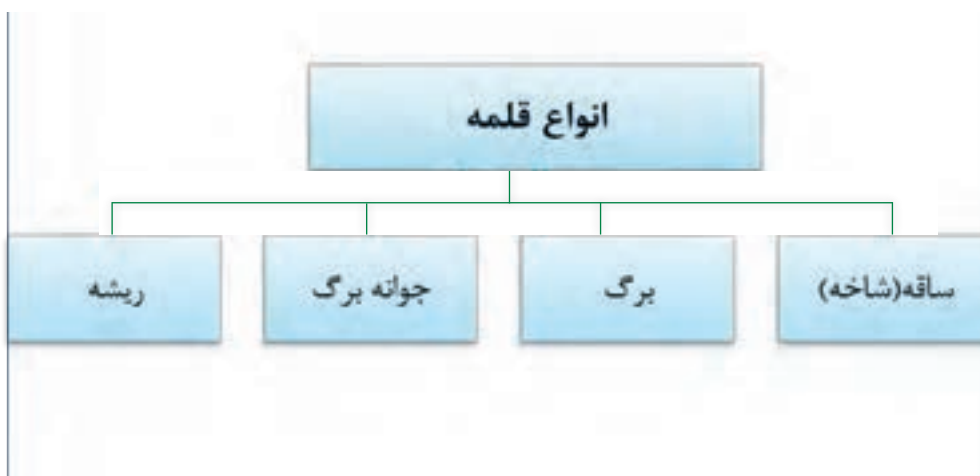 انواع قلمه
ساقه(شاخه)
برگ
جوانه برگ
ریشه